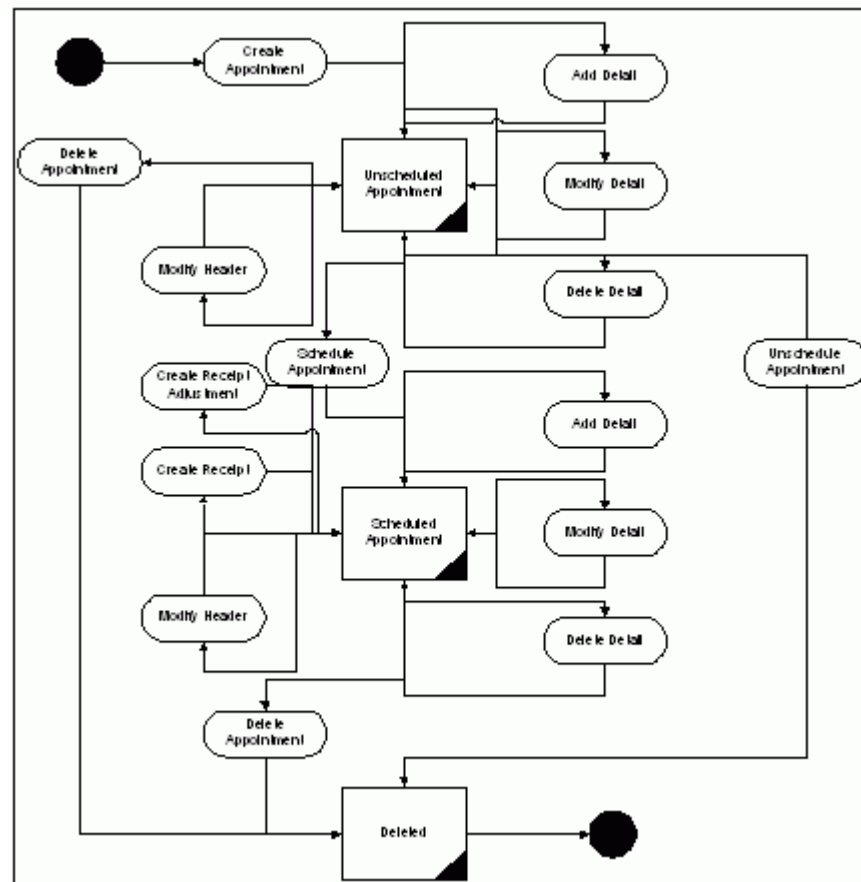 Create
Appointment
Add Detail
Delete
Appointment
Unscheduled
Appointment
Modify Detail
Modify Header
Delete Detail
Schedule
Appointment
Unschedule
Appointment
Create Receipt
Adjustment
Add Detail
Create Receipt
Scheduled
Appointment
Modify Detail
Modify Header
Delete Detail
Delete
Appointment
Deleted